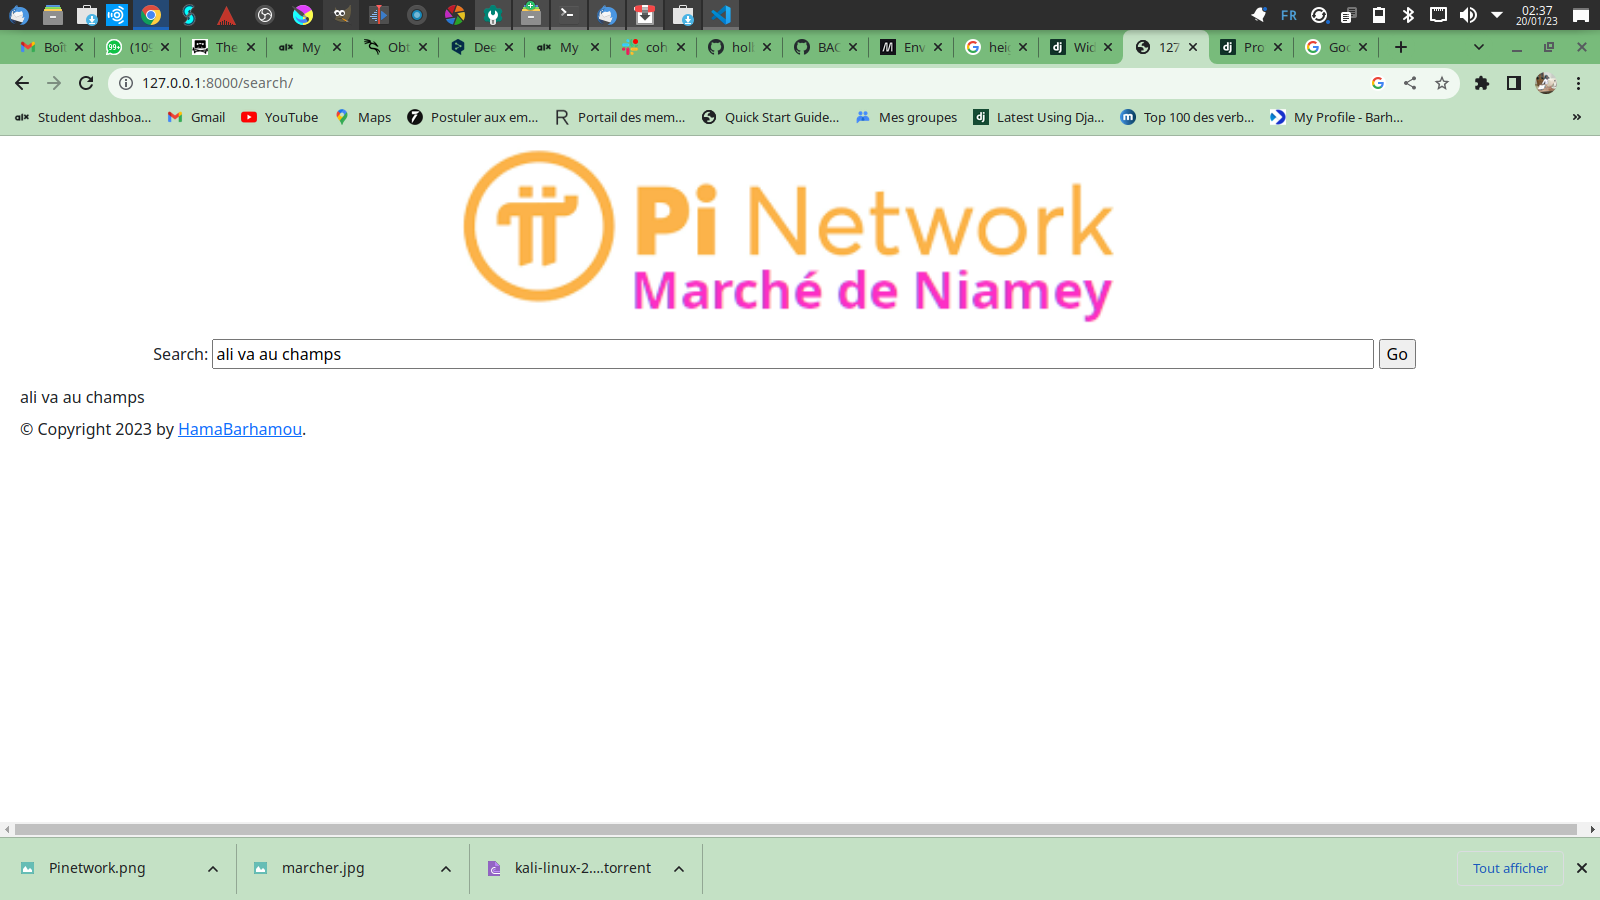 FR
02:37
20/01/23
Boît
(109
The
My
Obt
Dee
My
coh
holl
BAC
Env
heig
Wid
127
Pro
Goo
127.0.0.1:8000/search/
Student dashboa...
Gmail
YouTube
Maps
Postuler aux em...
Portail des mem...
Quick Start Guide...
Mes groupes
Latest Using Dja...
Top 100 des verb...
My Profile - Barh...
»
Pi Network
Marché de Niamey
Search: ali va au champs Go
ali va au champs
© Copyright 2023 by HamaBarhamou.
Pinetwork.png
marcher.jpg
kali-linux-2....torrent
Tout afficher